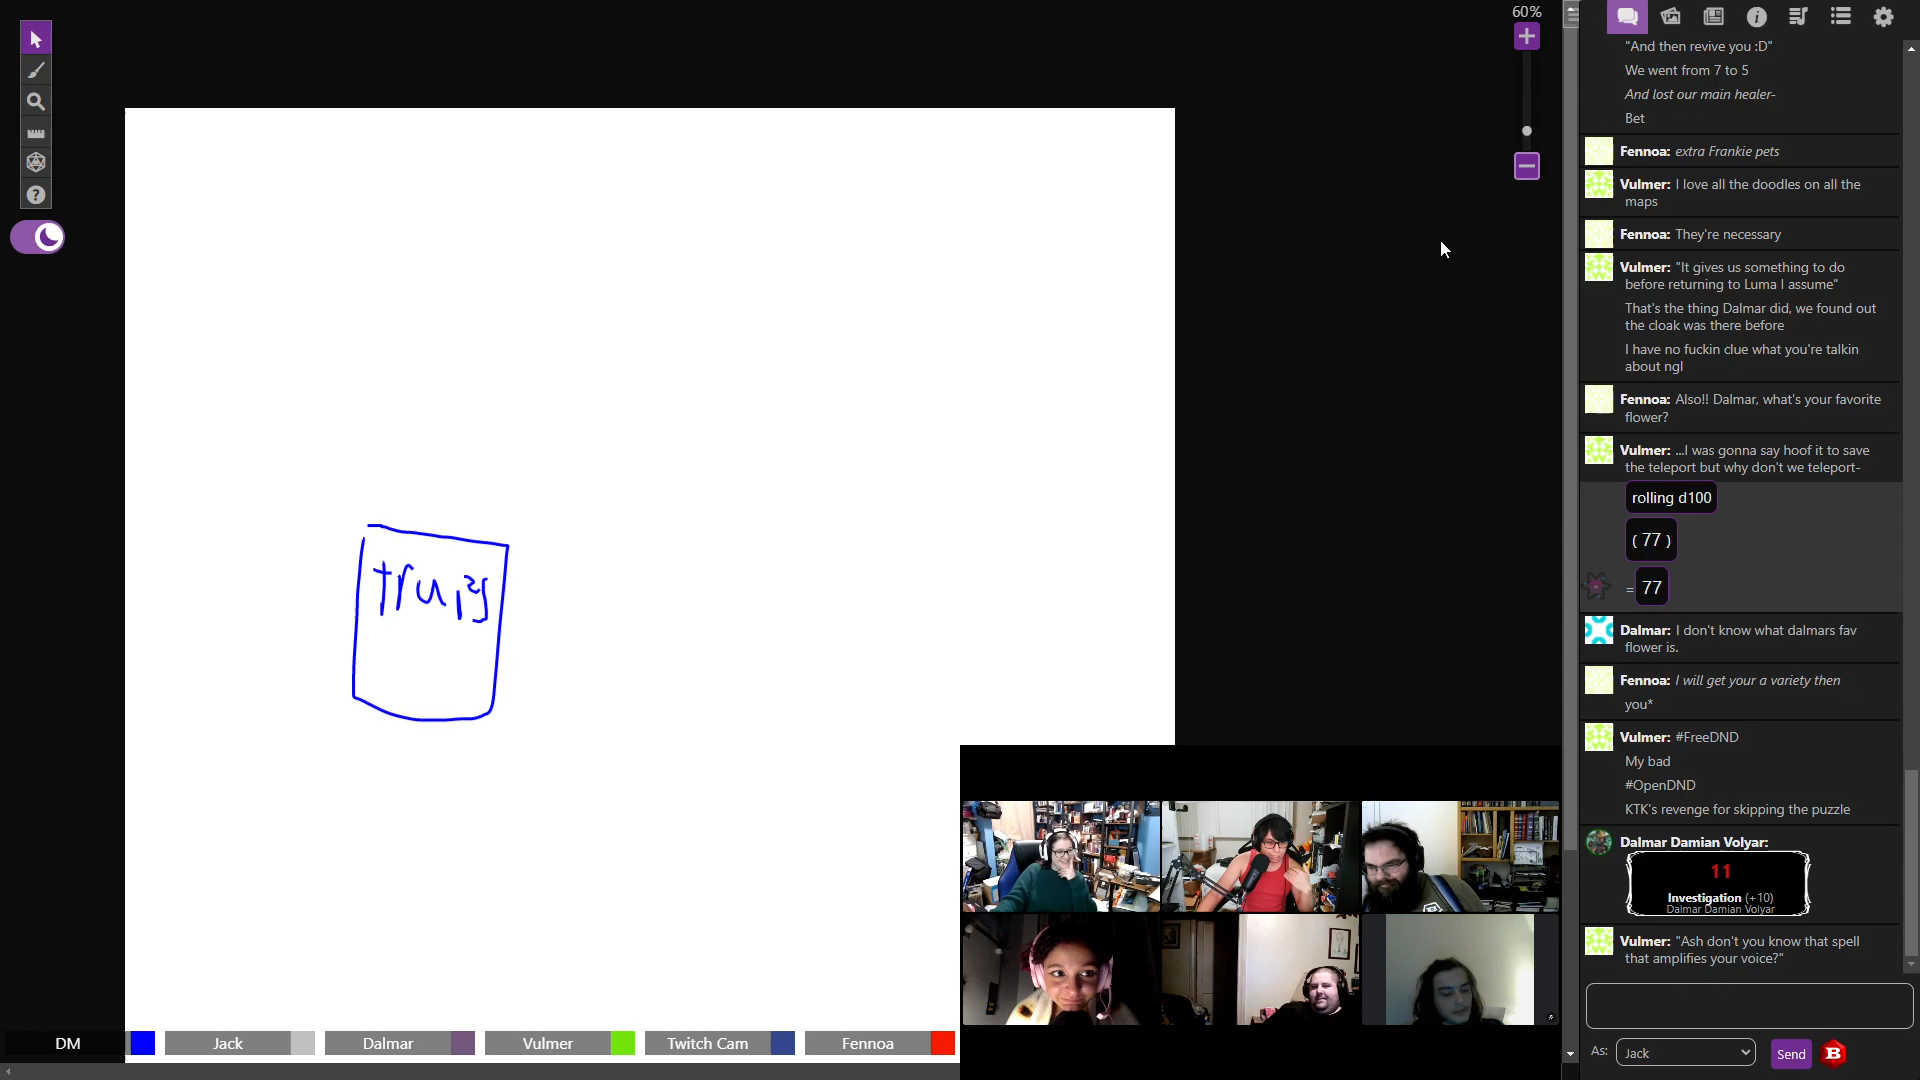 60%
"And then revive you :D"
We went from 7 to 5
And lost our main healer-
Bet
Fennoa: extra Frankie pets
Vulmer: I love all the doodles on all the
maps
Fennoa: They're necessary
Vulmer: "It gives us something to do
before returning to Luma I assume"
That's the thing Dalmar did, we found out
the cloak was there before
I have no fuckin clue what you're talkin
about ngl
Fennoa: Also!! Dalmar, what's your favorite
flower?
Vulmer: ...I was gonna say hoof it to save
the teleport but why don't we teleport-
rolling d100
( 77 )
= 77
Dalmar: I don't know what dalmars fav
flower is.
Fennoa: I will get your a variety then
you*
Vulmer: #FreeDND
My bad
#OpenDND
KTK's revenge for skipping the puzzle
Dalmar Damian Volyar:
11
Investigation (+10)
Dalmar Damian Volyar
Vulmer: "Ash don't you know that spell
that amplifies your voice?"
As: Jack Send B
DM Jack Dalmar Vulmer Twitch Cam Fennoa